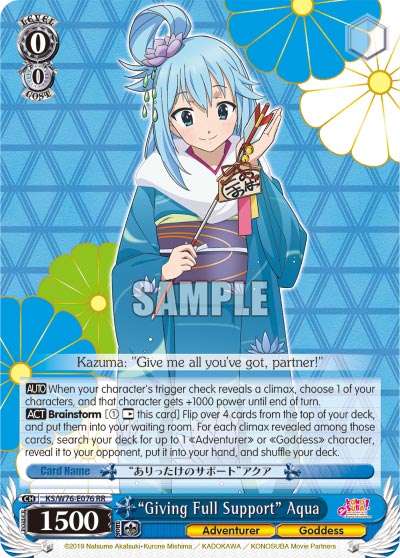 LEVEL
0
0
COST
SAMPLE
Kazuma: "Give me all you've got, partner!"
AUTO When your character's trigger check reveals a climax, choose 1 of your
characters, and that character gets +1000 power until end of turn.
ACT Brainstorm [① this card] Flip over 4 cards from the top of your deck,
and put them into your waiting room. For each climax revealed among those
cards, search your deck for up to 1 «Adventurer» or «Goddess» character,
reveal it to your opponent, put it into your hand, and shuffle your deck.
Card Name “ありったけのサポート”アクア
CH KS/W76-E076 RR
POWER 1500 SOUL “Giving Full Support” Aqua
KONO SUBA!
Adventurer Goddess
©2019 Natsume Akatsuki･Kurone Mishima / KADOKAWA / KONOSUBA Movie Partners